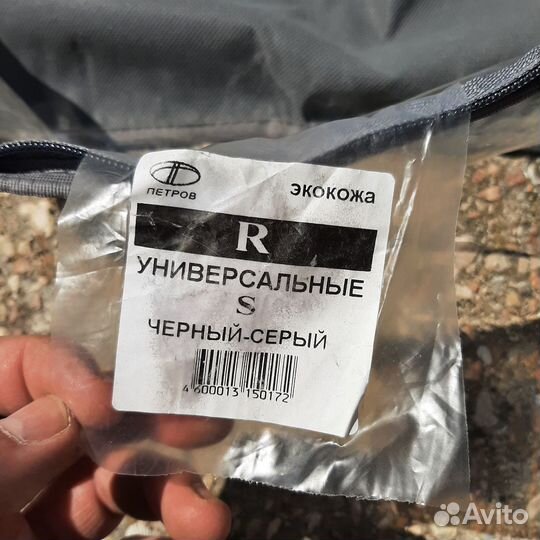 ПЕТРОВ
ЭКОКОЖА
R
УНИВЕРСАЛЬНЫЕ
S
ЧЕРНЫЙ-СЕРЫЙ
4 600013 150172
Avito